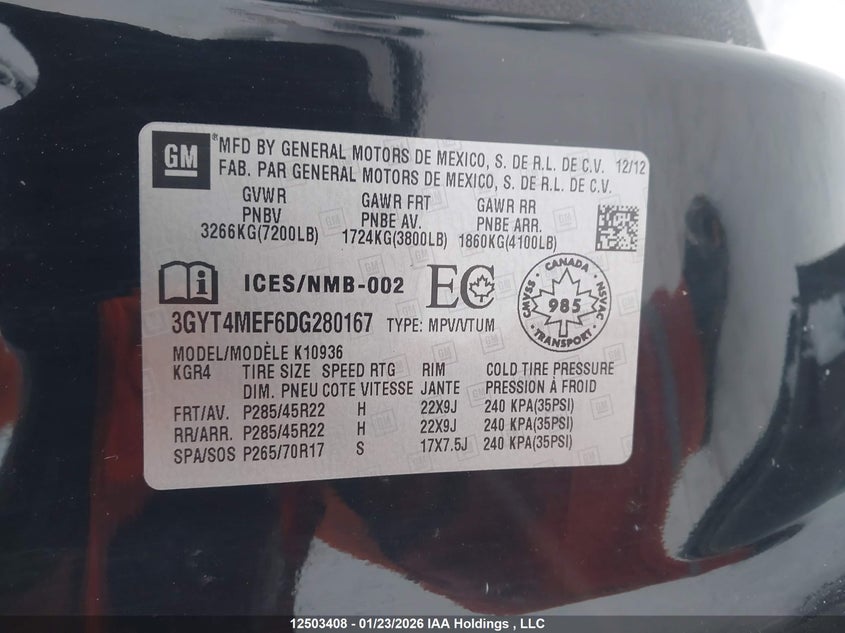 GM ®MFD BY GENERAL MOTORS DE MEXICO, S. DE R.L. DE C.V. 12/12
FAB. PAR GENERAL MOTORS DE MEXICO, S. DE R.L. DE C.V.
GVWR GAWR FRT GAWR RR
PNBV PNBE AV. PNBE ARR.
3266KG(7200LB) 1724KG(3800LB) 1860KG(4100LB)
ICES/NMB-002 EC
CANADA
CMVSS 985 NSVAC
TRANSPORT
3GYT4MEF6DG280167 TYPE: MPV/VTUM
MODEL/MODÈLE K10936
KGR4 TIRE SIZE SPEED RTG RIM COLD TIRE PRESSURE
DIM. PNEU COTE VITESSE JANTE PRESSION À FROID
FRT/AV. P285/45R22 H 22X9J 240 KPA(35PSI)
RR/ARR. P285/45R22 H 22X9J 240 KPA(35PSI)
SPA/SOS P265/70R17 S 17X7.5J 240 KPA(35PSI)
12503408 - 01/23/2026 IAA Holdings , LLC